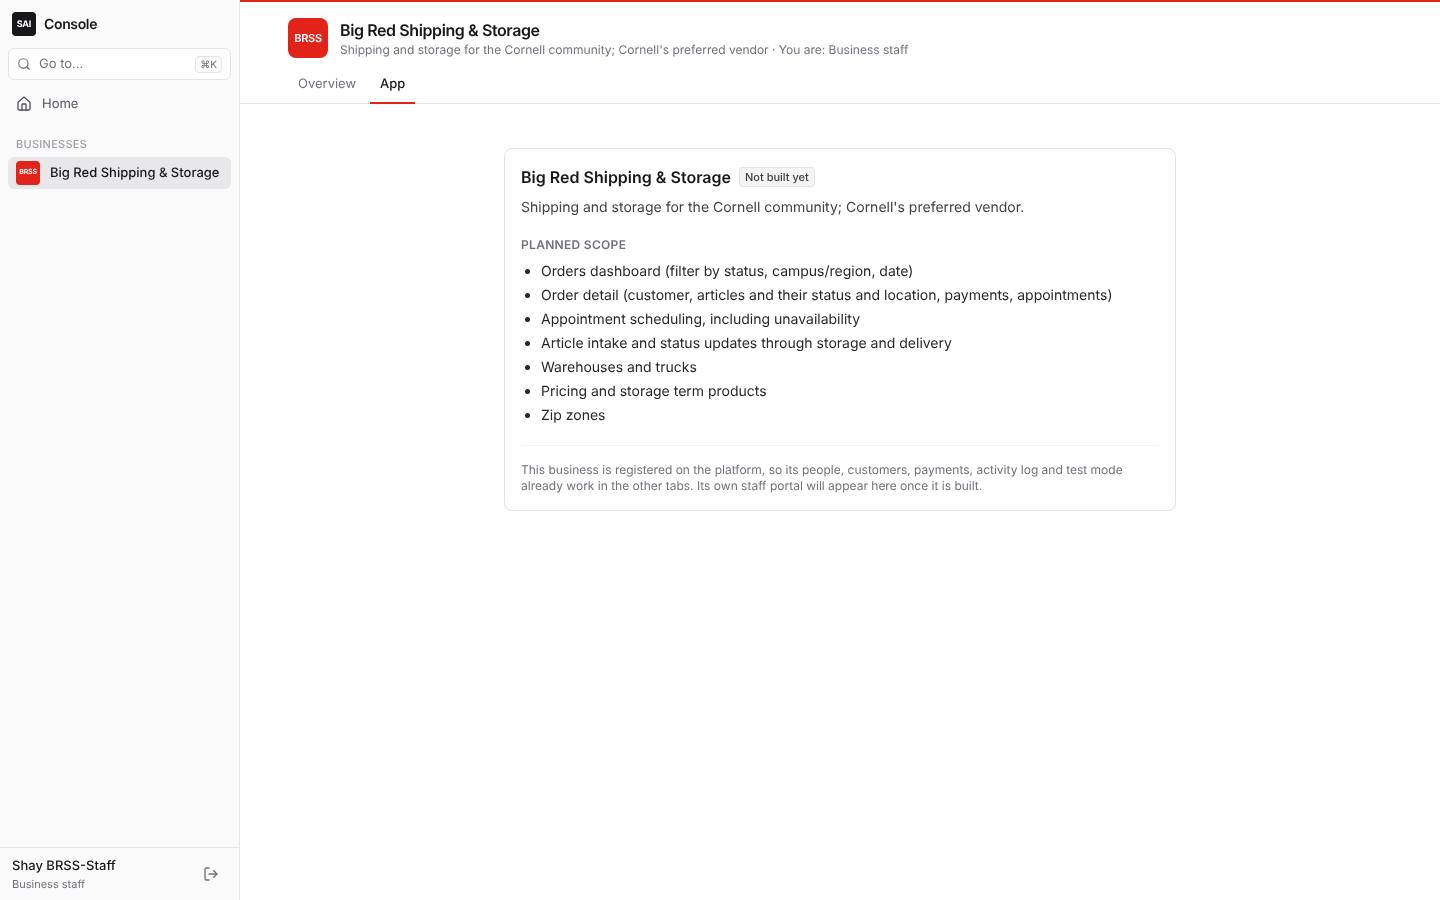 SAI Console
Go to... ⌘K
Home
BUSINESSES
BRSS Big Red Shipping & Storage
Shay BRSS-Staff
Business staff
BRSS
Big Red Shipping & Storage
Shipping and storage for the Cornell community; Cornell's preferred vendor · You are: Business staff
Overview App
Big Red Shipping & Storage Not built yet
Shipping and storage for the Cornell community; Cornell's preferred vendor.
PLANNED SCOPE
• Orders dashboard (filter by status, campus/region, date)
• Order detail (customer, articles and their status and location, payments, appointments)
• Appointment scheduling, including unavailability
• Article intake and status updates through storage and delivery
• Warehouses and trucks
• Pricing and storage term products
• Zip zones
This business is registered on the platform, so its people, customers, payments, activity log and test mode
already work in the other tabs. Its own staff portal will appear here once it is built.